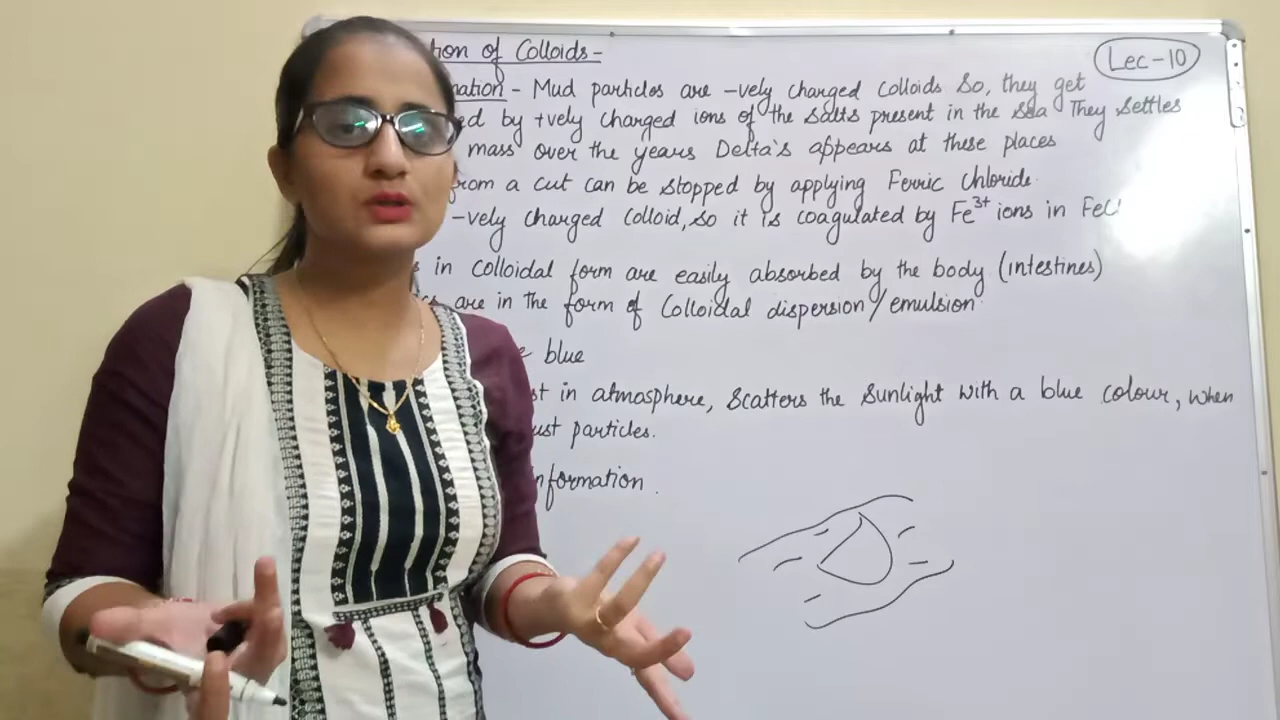 tion of Colloids-
Lec-10
mation - Mud particles are -vely charged colloids So, they get
ed by +vely charged ions of the salts present in the Sea They Settles
mass over the years Delta's appears at these places
from a cut can be stopped by applying Ferric Chloride.
-vely charged Colloid, so it is coagulated by Fe3+ ions in FeCl
s in colloidal form are easily absorbed by the body (intestines)
cs are in the form of Colloidal dispersion/emulsion
e blue
st in atmosphere, Scatters the Sunlight with a blue colour, when
ust particles.
nformation.